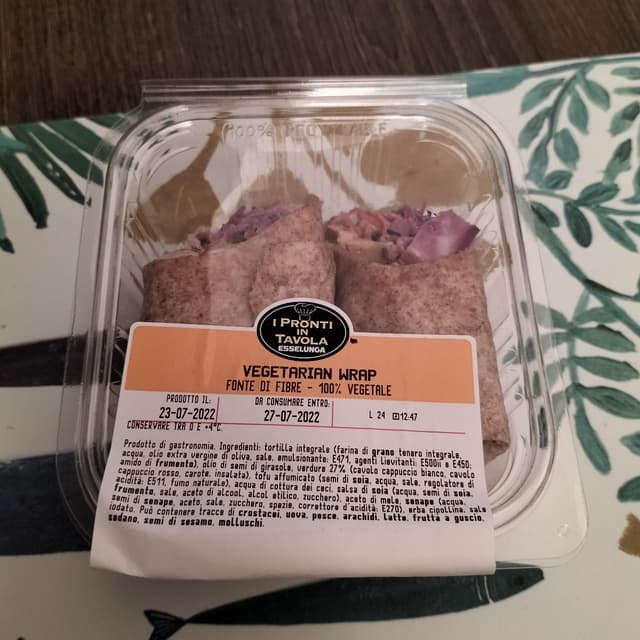 100%
I PRONTI
IN
TAVOLA
ESSELUNGA
VEGETARIAN WRAP
FONTE DI FIBRE - 100% VEGETALE
PRODOTTO IL:
23-07-2022
DA CONSUMARE ENTRO:
27-07-2022
L 24 12:47
CONSERVARE TRA 0 E +4°C.
Prodotto di gastronomia. Ingredienti: tortilla integrale (farina di grano tenero integrale,
acqua, olio extra vergine di oliva, sale, emulsionante: E471, agenti lievitanti: E500ii e E450;
amido di frumento), olio di semi di girasole, verdure 27% (cavolo cappuccio bianco, cavolo
cappuccio rosso, carote, insalata), tofu affumicato (semi di soia, acqua, sale, regolatore di
acidità: E511, fumo naturale), acqua di cottura dei ceci, salsa di soia (acqua, semi di soia,
frumento, sale, aceto di alcool, alcol etilico, zucchero), aceto di mela, senape (acqua,
semi di senape, aceto, sale, zucchero, spezie, correttore d'acidità: E270), erba cipollina, sale
iodato. Può contenere tracce di crostacei, uova, pesce, arachidi, latte, frutta a guscio,
sedano, semi di sesamo, molluschi.